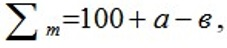 ∑ m=100 + а – в ,